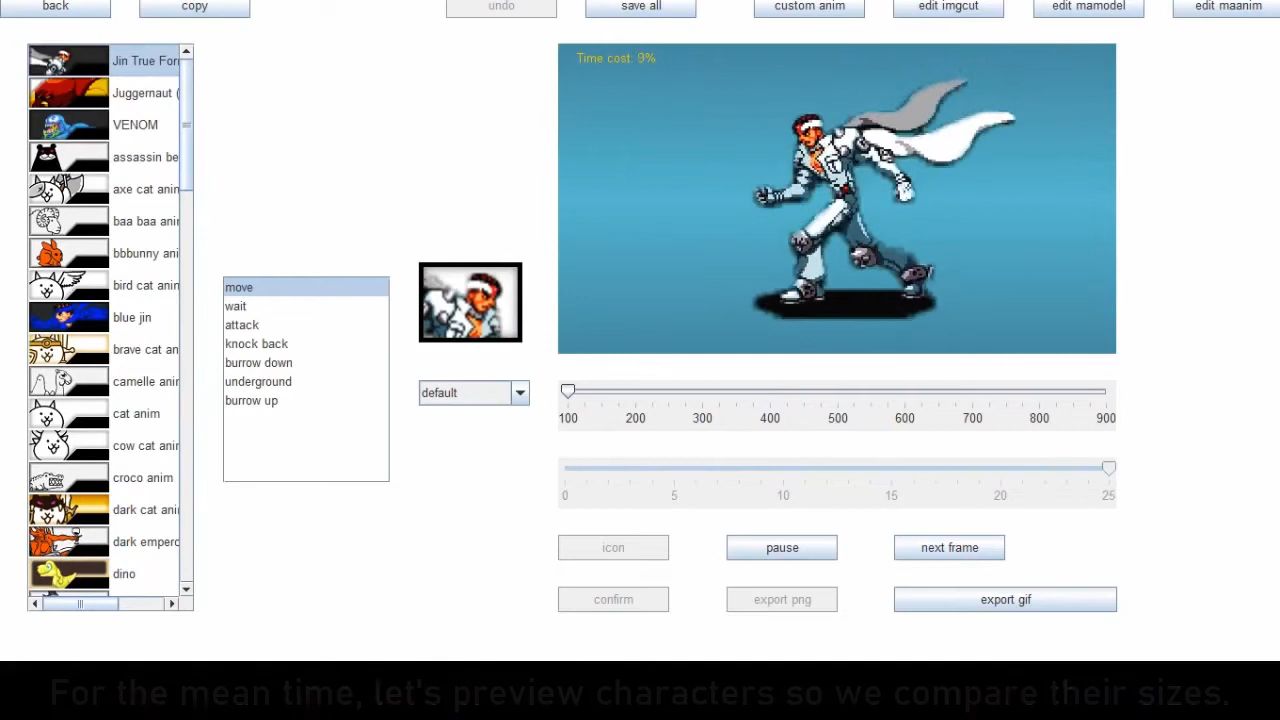 back
copy
undo
save all
custom anim
edit imgcut
edit mamodel
edit maanim
Time cost: 9%
Jin True For
Juggernaut (
VENOM
assassin be
axe cat anim
baa baa ani
bbbunny ani
bird cat anim
blue jin
brave cat an
camelle anim
cat anim
cow cat anim
croco anim
dark cat ani
dark empero
dino
move
wait
attack
knock back
burrow down
underground
burrow up
default
100 200 300 400 500 600 700 800 900
0 5 10 15 20 25
icon
pause
next frame
confirm
export png
export gif
For the mean time, let's preview characters so we compare their sizes.